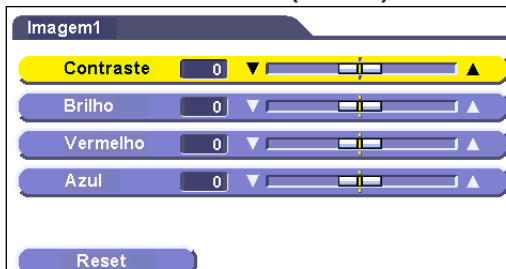 Imagem1
Contraste 0
Brilho 0
Vermelho 0
Azul 0
Reset